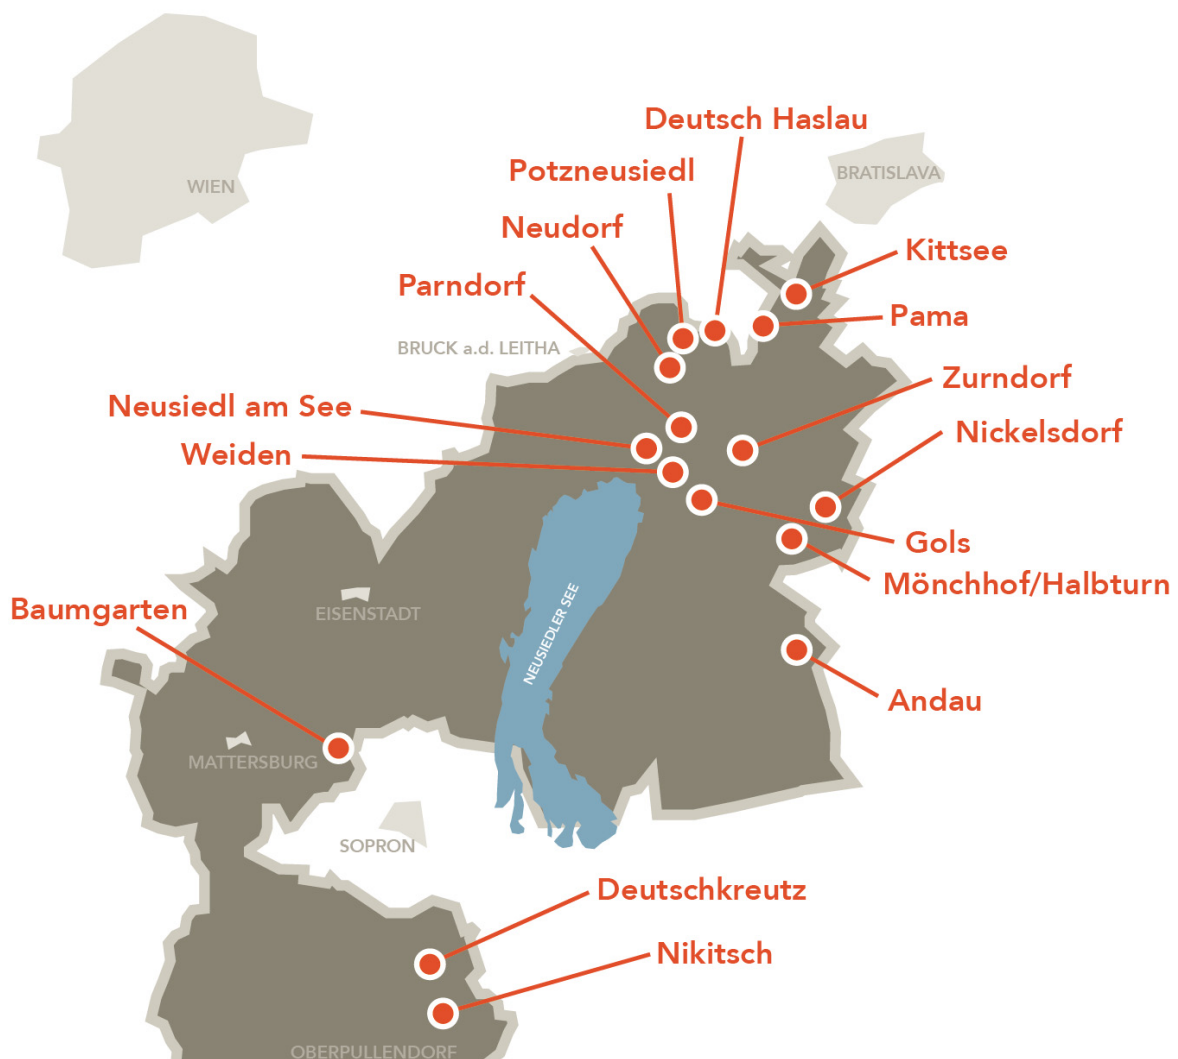 Deutsch Haslau
Potzneusiedl
BRATISLAVA
WIEN
Neudorf
Kittsee
Parndorf
Pama
BRUCK a.d. LEITHA
Zurndorf
Neusiedl am See
Nickelsdorf
Weiden
Gols
Mönchhof/Halbturn
Baumgarten
EISENSTADT
NEUSIEDLER SEE
Andau
MATTERSBURG
SOPRON
Deutschkreutz
Nikitsch
OBERPULLENDORF